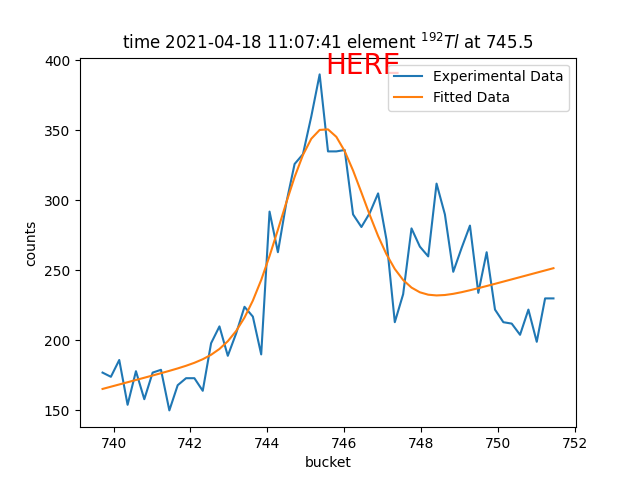 time 2021-04-18 11:07:41 element ¹⁹²Tl at 745.5
HERE
Experimental Data
Fitted Data
400
350
300
250
200
150
counts
740 742 744 746 748 750 752
bucket